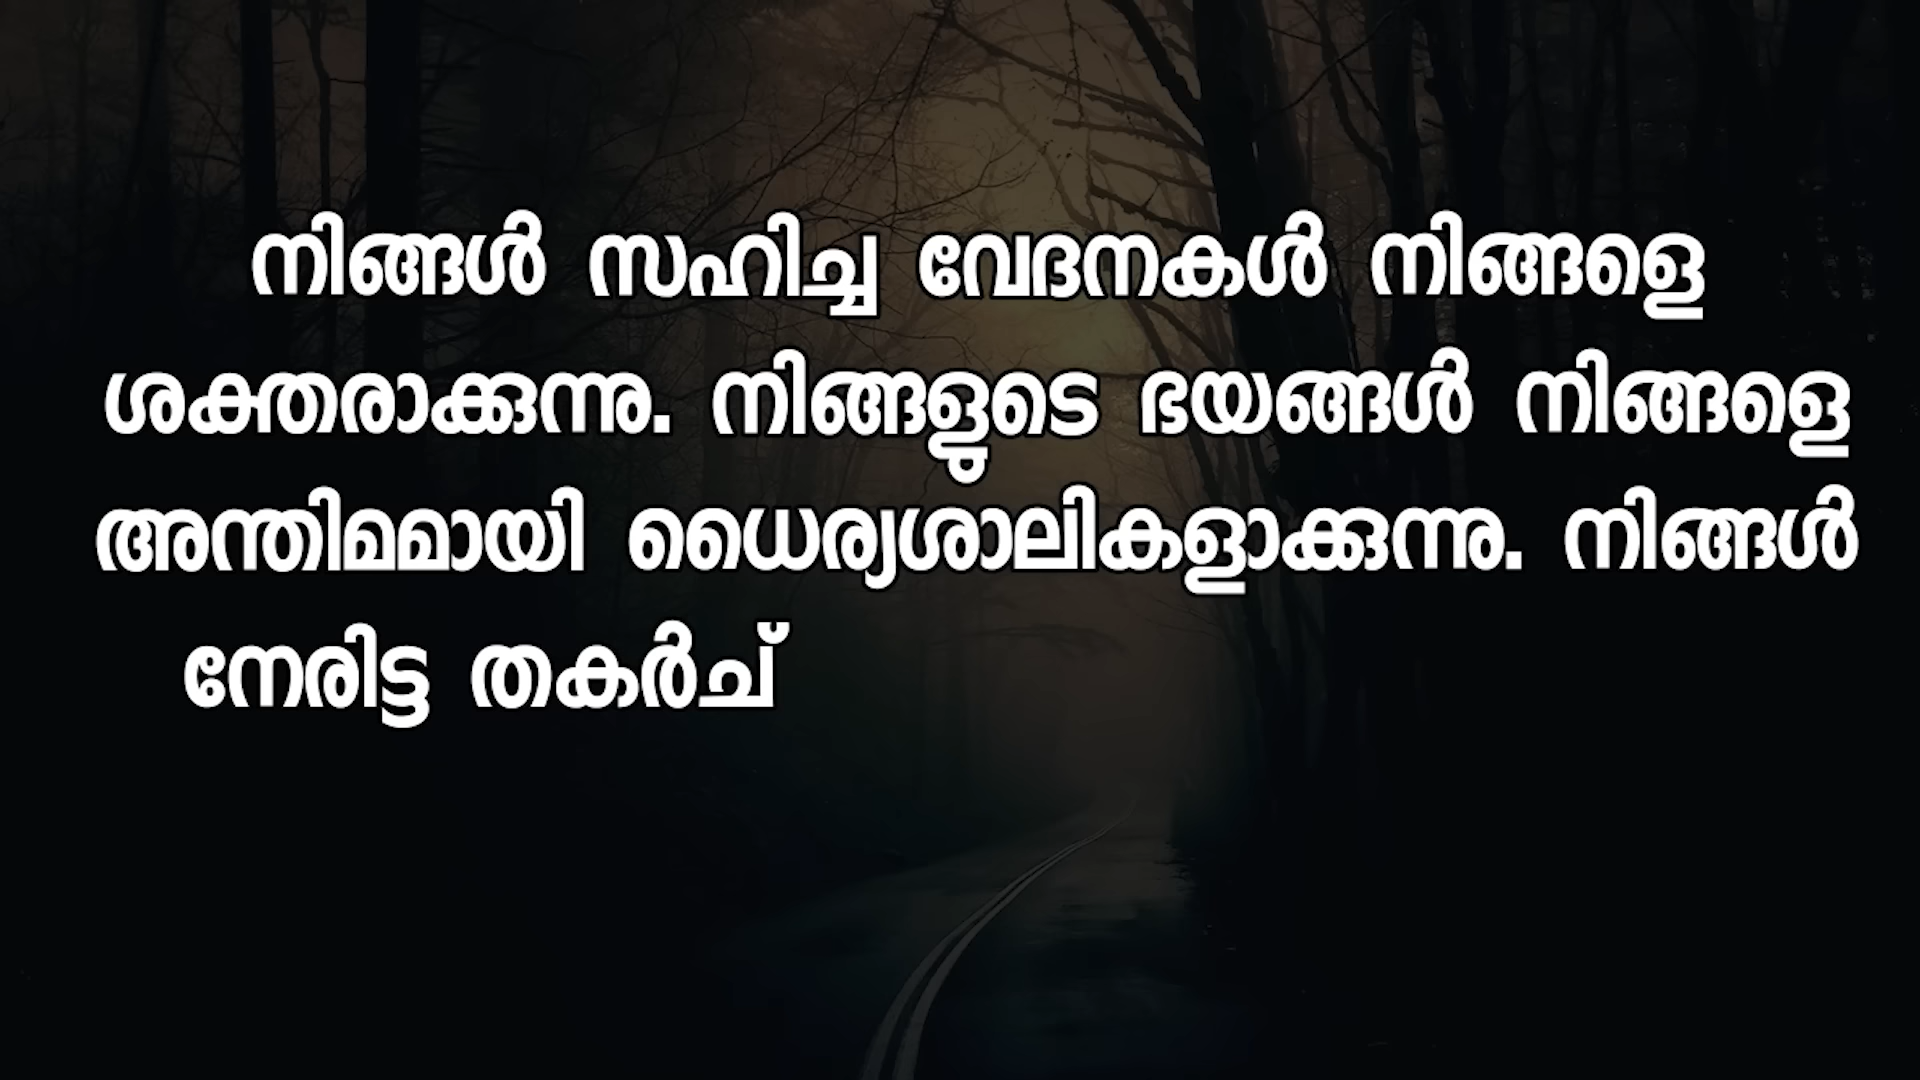 നിങ്ങൾ സഹിച്ച വേദനകൾ നിങ്ങളെ
ശക്തരാക്കുന്നു. നിങ്ങളുടെ ഭയങ്ങൾ നിങ്ങളെ
അന്തിമമായി ധൈര്യശാലികളാക്കുന്നു. നിങ്ങൾ
നേരിട്ട തകർച്